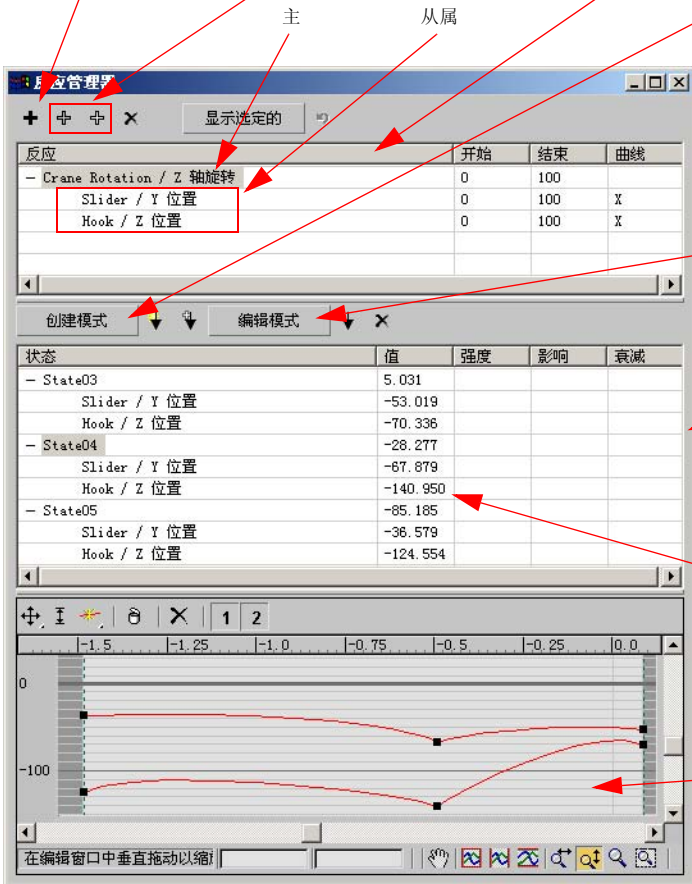 主 从属
反应管理器
显示选定的
反应 开始 结束 曲线
– Crane Rotation / Z 轴旋转 0 100
Slider / Y 位置 0 100 X
Hook / Z 位置 0 100 X
创建模式 编辑模式
状态 值 强度 影响 衰减
– State03 5.031
Slider / Y 位置 -53.019
Hook / Z 位置 -70.336
– State04 -28.277
Slider / Y 位置 -67.879
Hook / Z 位置 -140.950
– State05 -85.185
Slider / Y 位置 -36.579
Hook / Z 位置 -124.554
1 2
-1.5 -1.25 -1.0 -0.75 -0.5 -0.25 0.0
0
-100
在编辑窗口中垂直拖动以缩